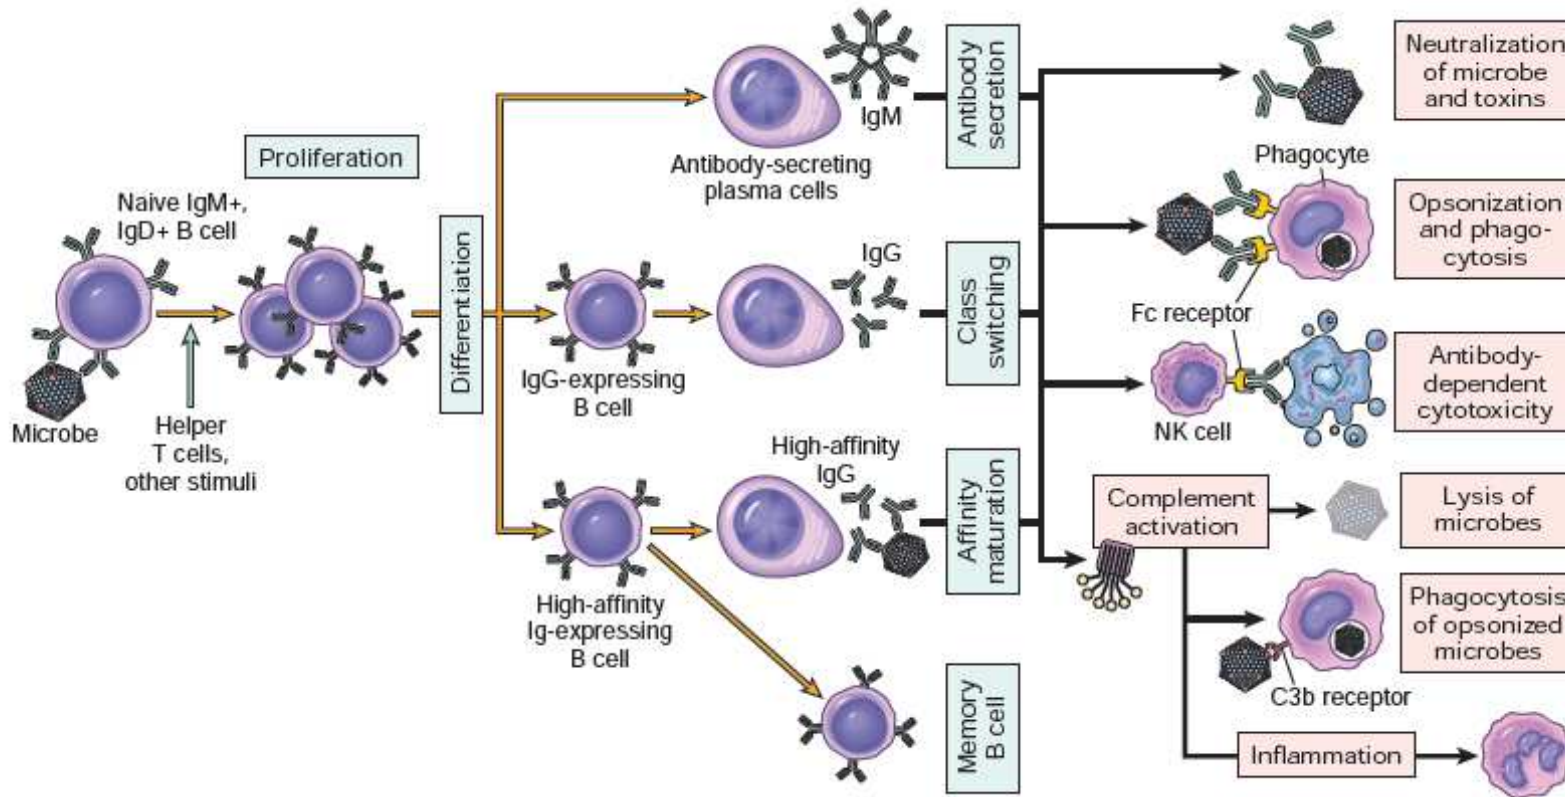 Proliferation
Naive IgM+,
IgD+ B cell
Microbe
Helper
T cells,
other stimuli
Differentiation
IgM
Antibody-secreting
plasma cells
IgG-expressing
B cell
IgG
High-affinity
Ig-expressing
B cell
High-affinity
IgG
Antibody
secretion
Class
switching
Affinity
maturation
Memory
B cell
Neutralization
of microbe
and toxins
Phagocyte
Opsonization
and phago-
cytosis
Fc receptor
NK cell
Antibody-
dependent
cytotoxicity
Complement
activation
Lysis of
microbes
Phagocytosis
of opsonized
microbes
C3b receptor
Inflammation